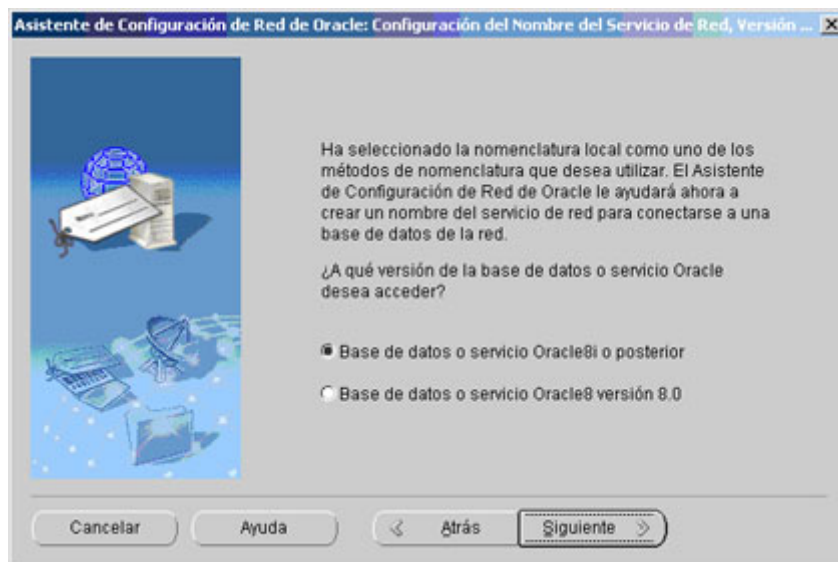 Asistente de Configuración de Red de Oracle: Configuración del Nombre del Servicio de Red, Versión ...
Ha seleccionado la nomenclatura local como uno de los
métodos de nomenclatura que desea utilizar. El Asistente
de Configuración de Red de Oracle le ayudará ahora a
crear un nombre del servicio de red para conectarse a una
base de datos de la red.
¿A qué versión de la base de datos o servicio Oracle
desea acceder?
Base de datos o servicio Oracle8i o posterior
Base de datos o servicio Oracle8 versión 8.0
Cancelar Ayuda Atrás Siguiente